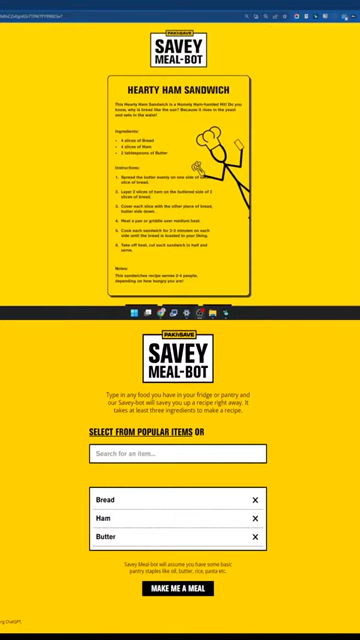 PAK'nSAVE
SAVEY
MEAL-BOT
HEARTY HAM SANDWICH
This Hearty Ham Sandwich is a Homely Ham-handed Hit! Do you
know, why is bread like the sun? Because it rises in the yeast
and sets in the waist!
Ingredients:
• 4 slices of Bread
• 4 slices of Ham
• 2 tablespoons of Butter
Instructions:
1. Spread the butter evenly on one side of
slice of bread.
2. Layer 2 slices of ham on the buttered side of 2
slices of bread.
3. Cover each slice with the other piece of bread,
butter side down.
4. Heat a pan or griddle over medium heat.
5. Cook each sandwich for 2-3 minutes on each
side until the bread is toasted to your liking.
6. Take off heat, cut each sandwich in half and
serve.
Notes:
This sandwiches recipe serves 2-4 people,
depending on how hungry you are!
PAK'nSAVE
SAVEY
MEAL-BOT
Type in any food you have in your fridge or pantry and
our Savey-bot will savey you up a recipe right away. It
takes at least three ingredients to make a recipe.
SELECT FROM POPULAR ITEMS OR
Search for an item...
Bread X
Ham X
Butter X
Savey Meal-bot will assume you have some basic
pantry staples like oil, butter, rice, pasta etc.
MAKE ME A MEAL
ng ChatGPT